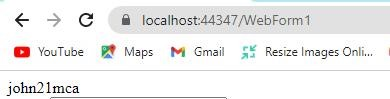 localhost:44347/WebForm1
YouTube Maps Gmail Resize Images Onli...
john21mca